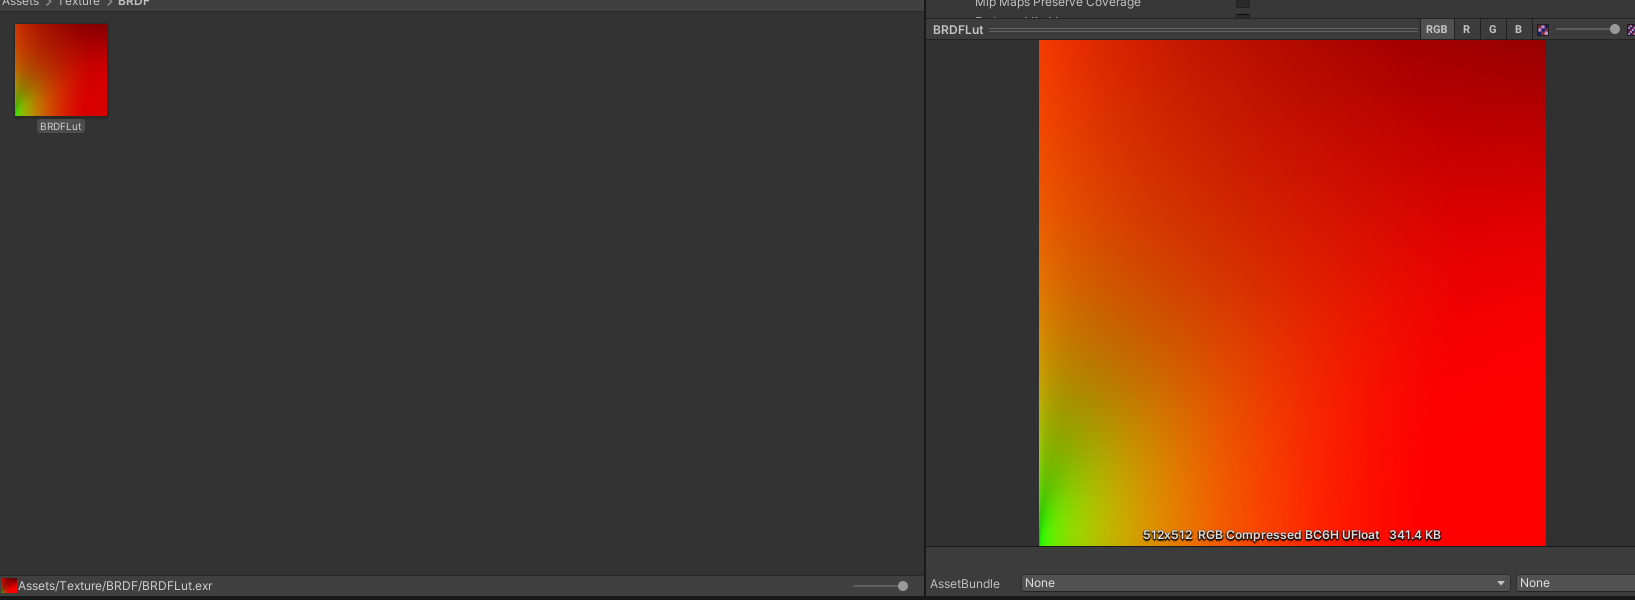 Assets > Texture > BRDF
Mip Maps Preserve Coverage
BRDFLut
RGB R G B
BRDFLut
512x512 RGB Compressed BC6H UFloat 341.4 KB
Assets/Texture/BRDF/BRDFLut.exr
AssetBundle None None